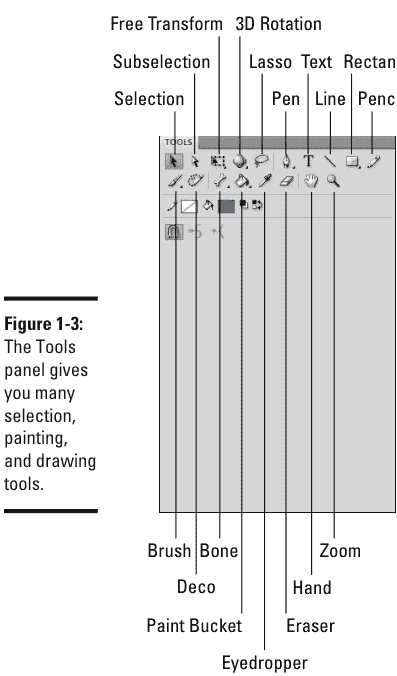 Free Transform 3D Rotation
Subselection Lasso Text Rectan
Selection Pen Line Penc
TOOLS
T
Figure 1-3:
The Tools
panel gives
you many
selection,
painting,
and drawing
tools.
Brush Bone Zoom
Deco Hand
Paint Bucket Eraser
Eyedropper